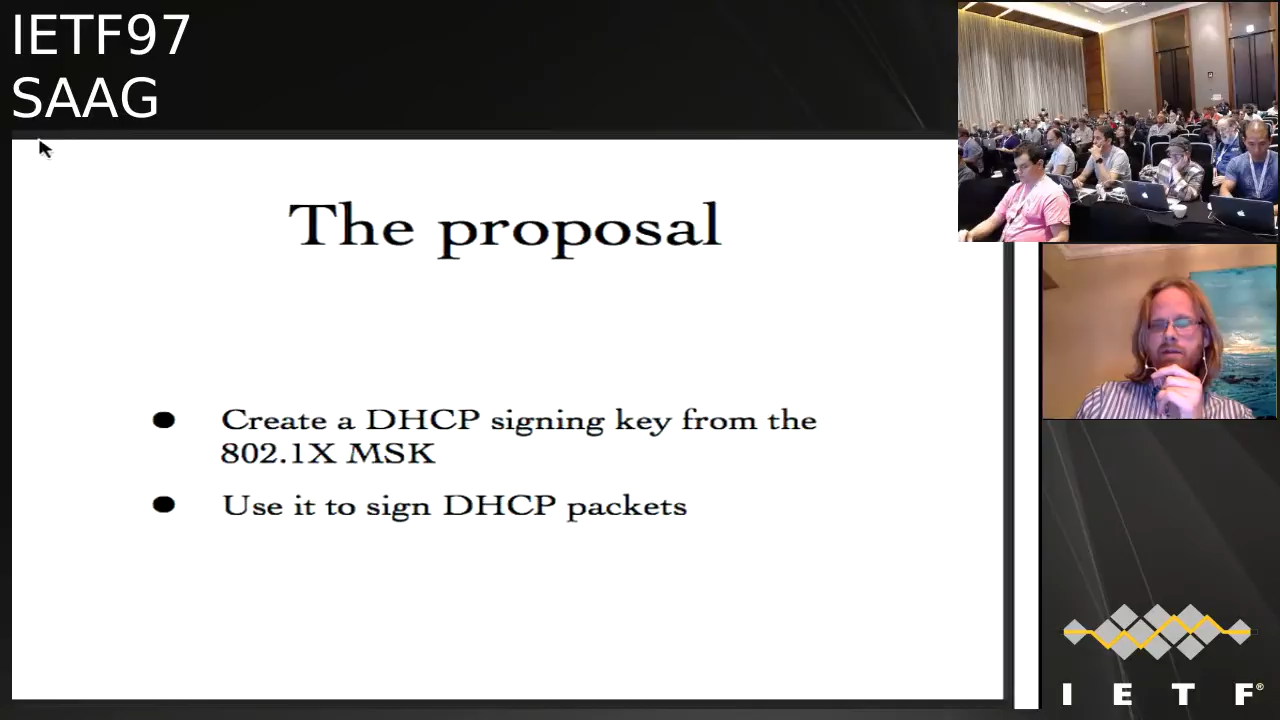 IETF97
SAAG
The proposal
Create a DHCP signing key from the
802.1X MSK
Use it to sign DHCP packets
I E T F®